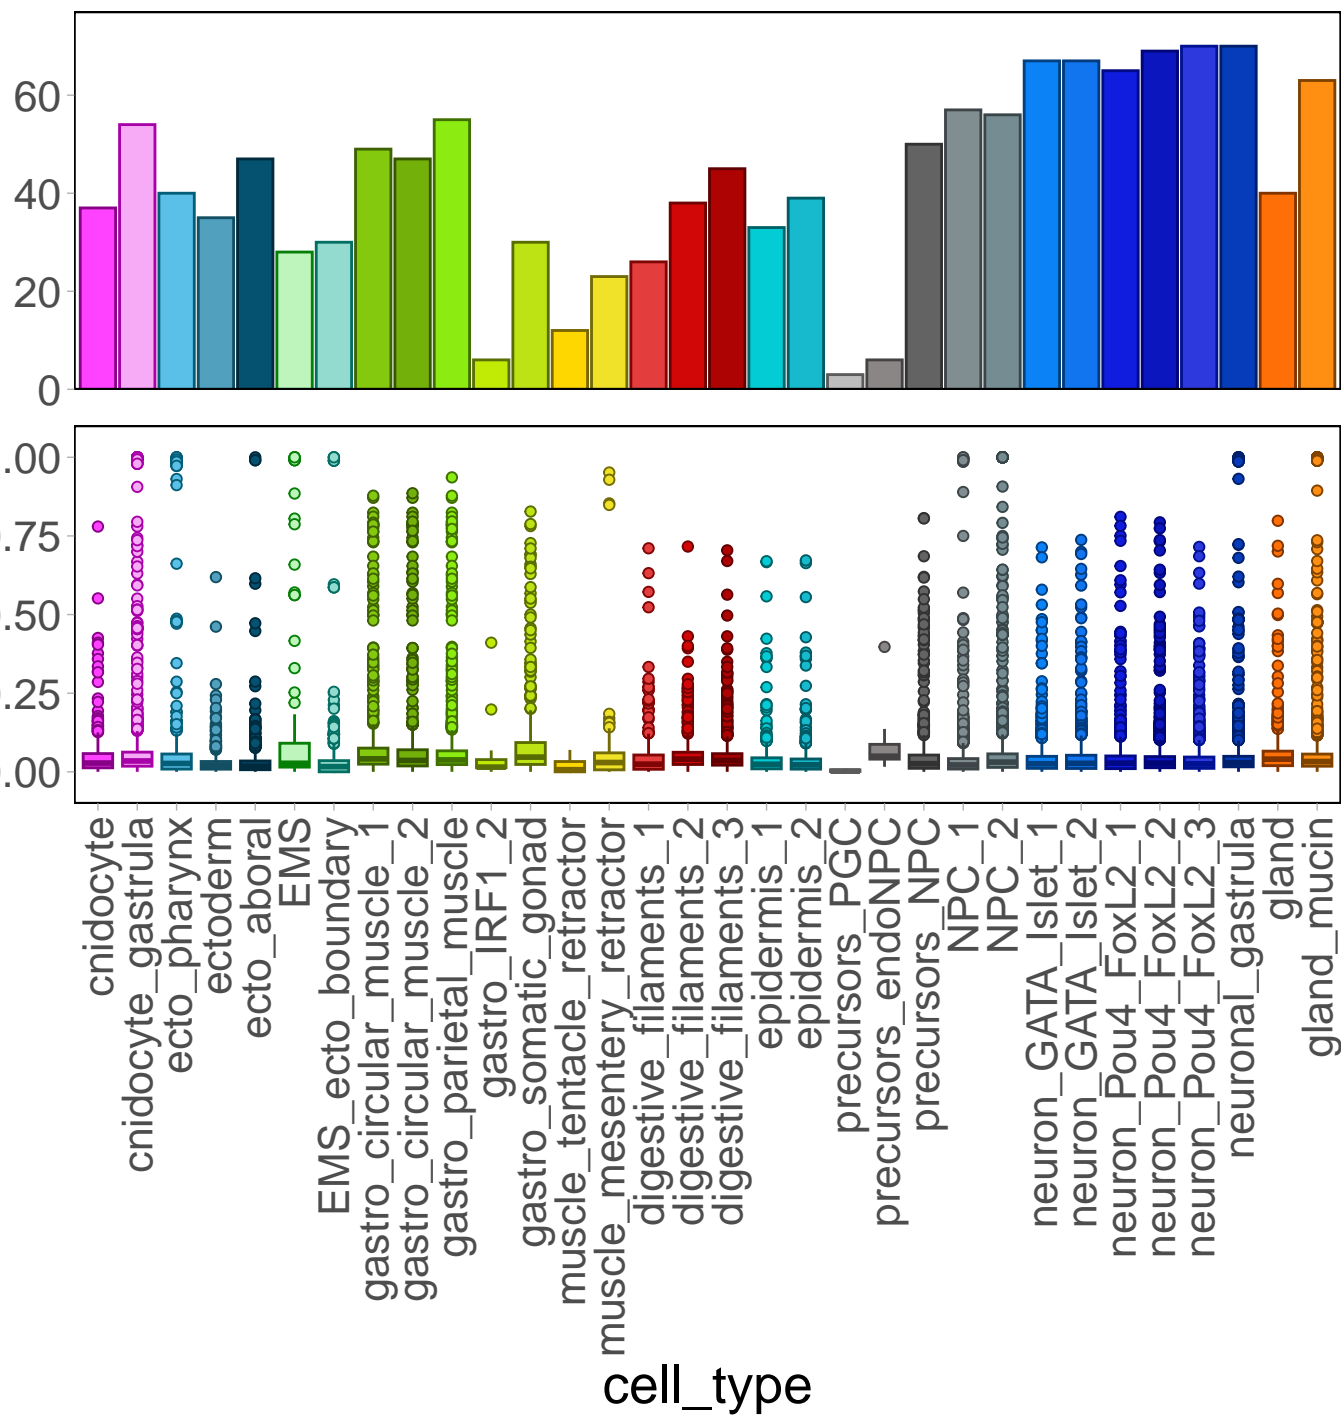 60
40
20
0
.00
.75
.50
.25
.00
cnidocyte
cnidocyte_gastrula
ecto_pharynx
ectoderm
ecto_aboral
EMS
EMS_ecto_boundary
gastro_circular_muscle_1
gastro_circular_muscle_2
gastro_parietal_muscle
gastro_IRF1_2
gastro_somatic_gonad
muscle_tentacle_retractor
muscle_mesentery_retractor
digestive_filaments_1
digestive_filaments_2
digestive_filaments_3
epidermis_1
epidermis_2
precursors_PGC
precursors_endoNPC
precursors_NPC
NPC_1
NPC_2
neuron_GATA_Islet_1
neuron_GATA_Islet_2
neuron_Pou4_FoxL2_1
neuron_Pou4_FoxL2_2
neuron_Pou4_FoxL2_3
neuronal_gastrula
gland
gland_mucin
cell_type